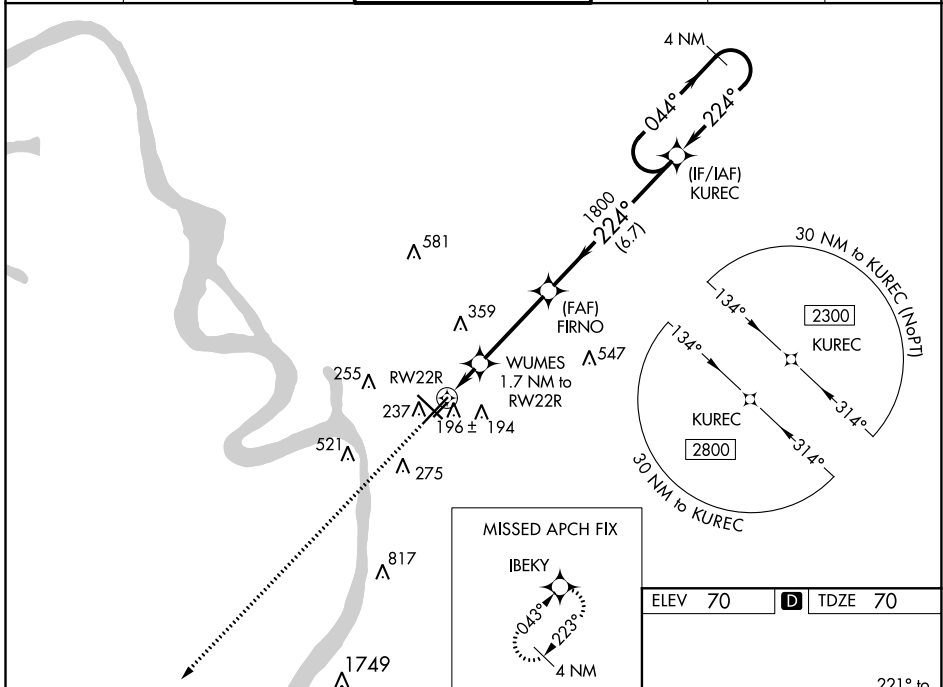 4 NM
044°
224°
(IF/IAF)
KUREC
1800
224°
(6.7)
581
30 NM to KUREC (NoPT)
134°
2300
KUREC
314°
(FAF)
FIRNO
359
547
WUMES
1.7 NM to
RW22R
134°
KUREC
2800
314°
30 NM to KUREC
255
RW22R
237
196 ±
194
521
275
817
1749
MISSED APCH FIX
IBEKY
043°
223°
4 NM
ELEV 70
D
TDZE 70
221° to